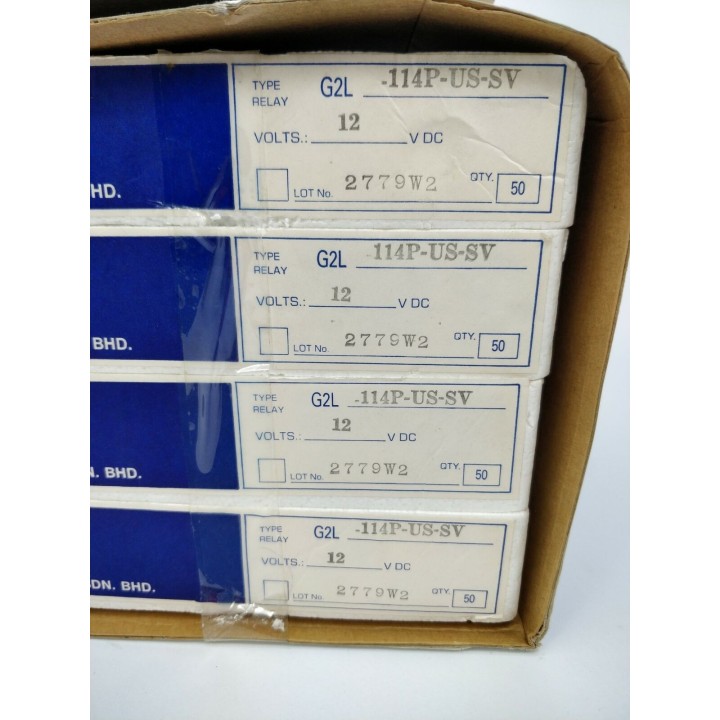 TYPE RELAY G2L -114P-US-SV
VOLTS.: 12 V DC
LOT No. 2779W2 QTY. 50
HD.
TYPE RELAY G2L -114P-US-SV
VOLTS.: 12 V DC
LOT No. 2779W2 QTY. 50
BHD.
TYPE RELAY G2L -114P-US-SV
VOLTS.: 12 V DC
LOT No. 2779W2 QTY. 50
N. BHD.
TYPE RELAY G2L -114P-US-SV
VOLTS.: 12 V DC
LOT No. 2779W2 QTY. 50
DN. BHD.